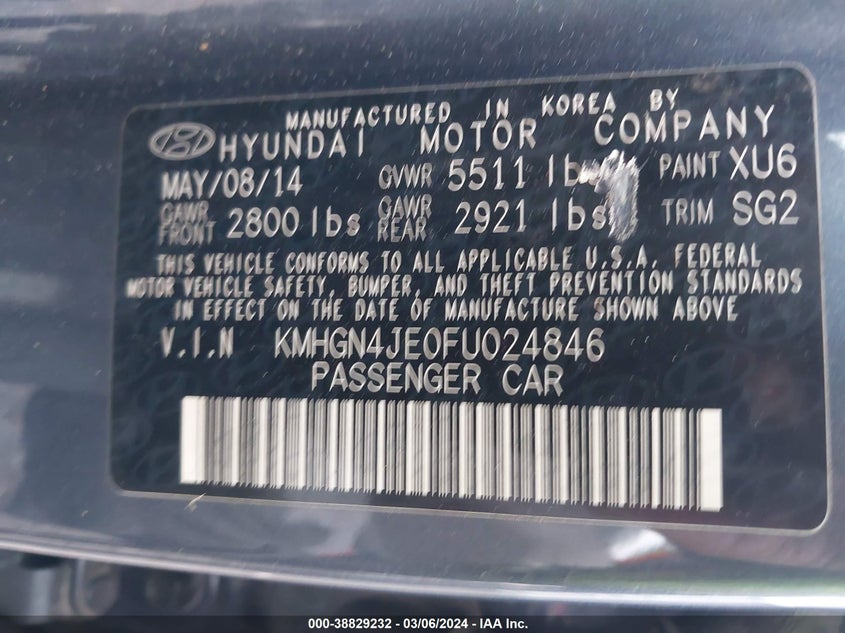 MANUFACTURED IN KOREA BY
HYUNDAI MOTOR COMPANY
MAY/08/14 GVWR 5511 lbs PAINT XU6
GAWR FRONT 2800 lbs GAWR REAR 2921 lbs TRIM SG2
THIS VEHICLE CONFORMS TO ALL APPLICABLE U.S.A. FEDERAL
MOTOR VEHICLE SAFETY, BUMPER, AND THEFT PREVENTION STANDARDS
IN EFFECT ON THE DATE OF MANUFACTURE SHOWN ABOVE
V.I.N KMHGN4JE0FU024846
PASSENGER CAR
000-38829232 - 03/06/2024 - IAAI.com